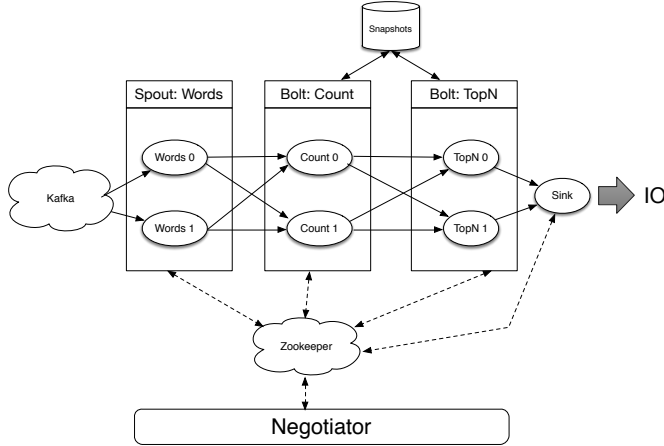 Snapshots
Spout: Words
Bolt: Count
Bolt: TopN
Words 0
Count 0
TopN 0
Kafka
Sink
IO
Words 1
Count 1
TopN 1
Zookeeper
Negotiator